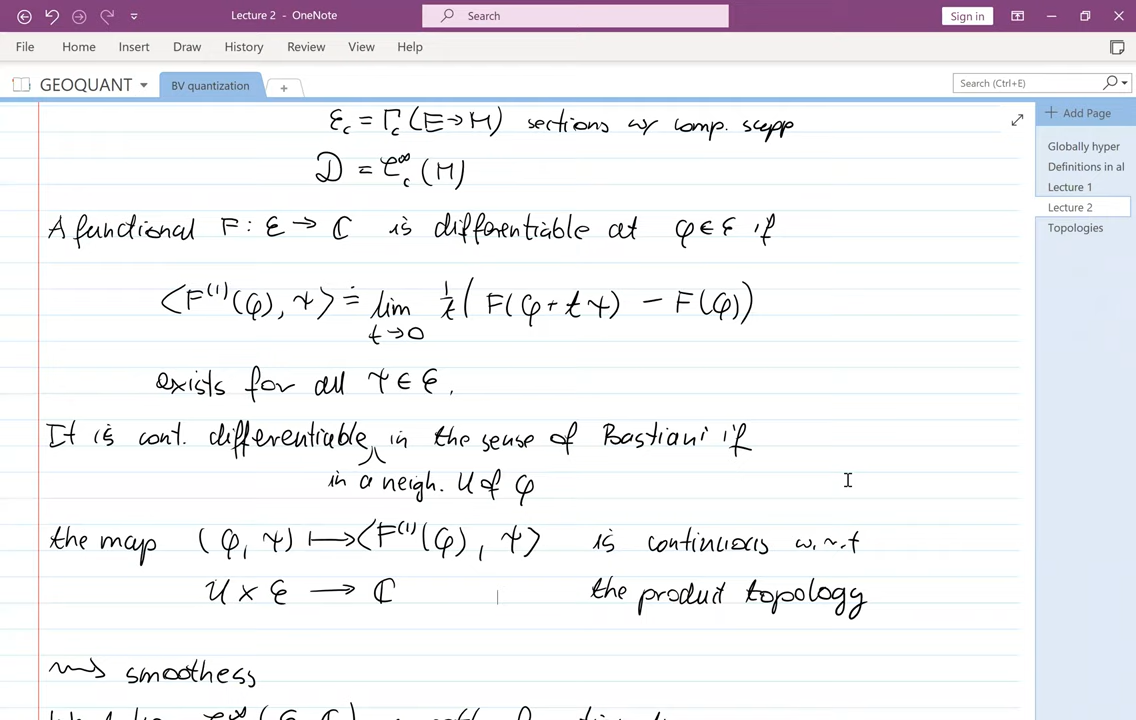 Lecture 2 - OneNote
Search
Sign in
File Home Insert Draw History Review View Help
GEOQUANT
BV quantization
Search (Ctrl+E)
Add Page
Globally hyper
Definitions in al
Lecture 1
Lecture 2
Topologies
ℰ_c = Γ_c (E→M) sections w/ comp. supp
𝒟 = 𝒞^∞_c (M)
A functional F: ℰ → ℂ is differentiable at φ∈ℰ if
⟨F^(1)(φ), ψ⟩ ≐ lim_{t→0} 1/t ( F(φ+tψ) − F(φ))
exists for all ψ∈ℰ.
It is cont. differentiable in the sense of Bastiani if
in a neigh. U of φ
the map (φ, ψ) ↦ ⟨F^(1)(φ), ψ⟩ is continuous w.r.t
U × ℰ → ℂ the product topology
⇝ smoothess